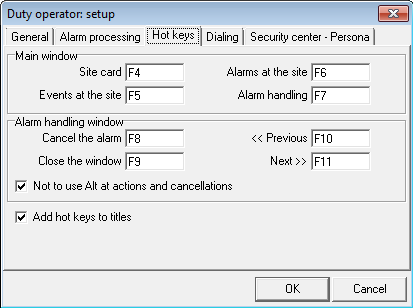 Duty operator: setup
General Alarm processing Hot keys Dialing Security center - Persona
Main window
Site card F4 Alarms at the site F6
Events at the site F5 Alarm handling F7
Alarm handling window
Cancel the alarm F8 << Previous F10
Close the window F9 Next >> F11
Not to use Alt at actions and cancellations
Add hot keys to titles
OK Cancel